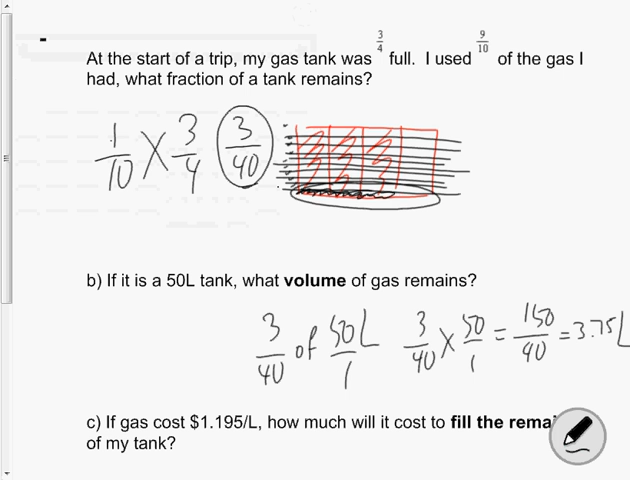 At the start of a trip, my gas tank was 3/4 full. I used 9/10 of the gas I
had, what fraction of a tank remains?
1/10 × 3/4 3/40
b) If it is a 50L tank, what volume of gas remains?
3/40 of 50L/1 3/40 × 50/1 = 150/40 = 3.75L
c) If gas cost $1.195/L, how much will it cost to fill the remai
of my tank?